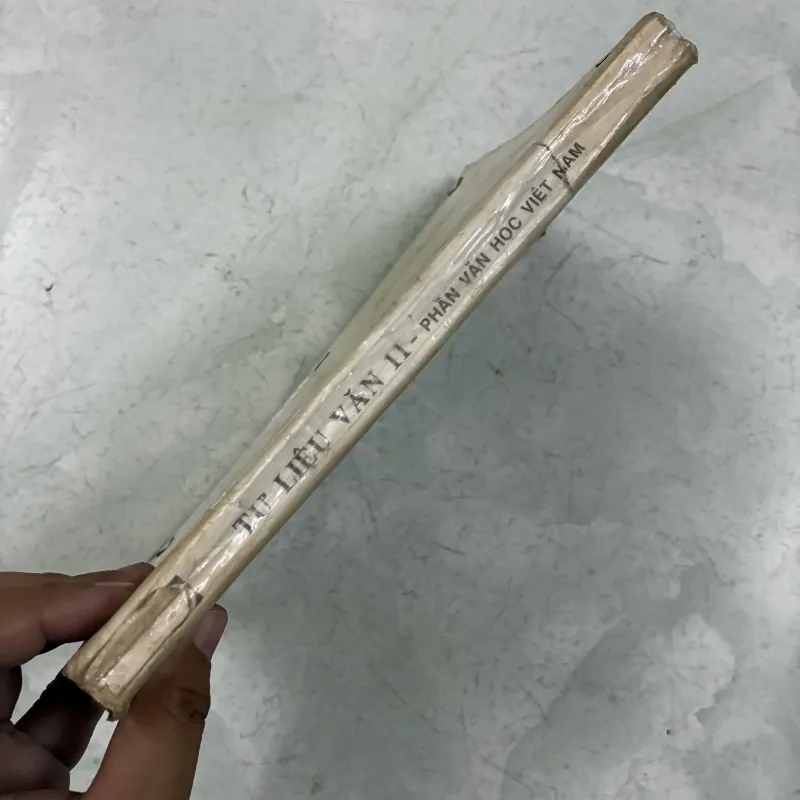 TƯ LIỆU VĂN 11 - PHẦN VĂN HỌC VIỆT NAM